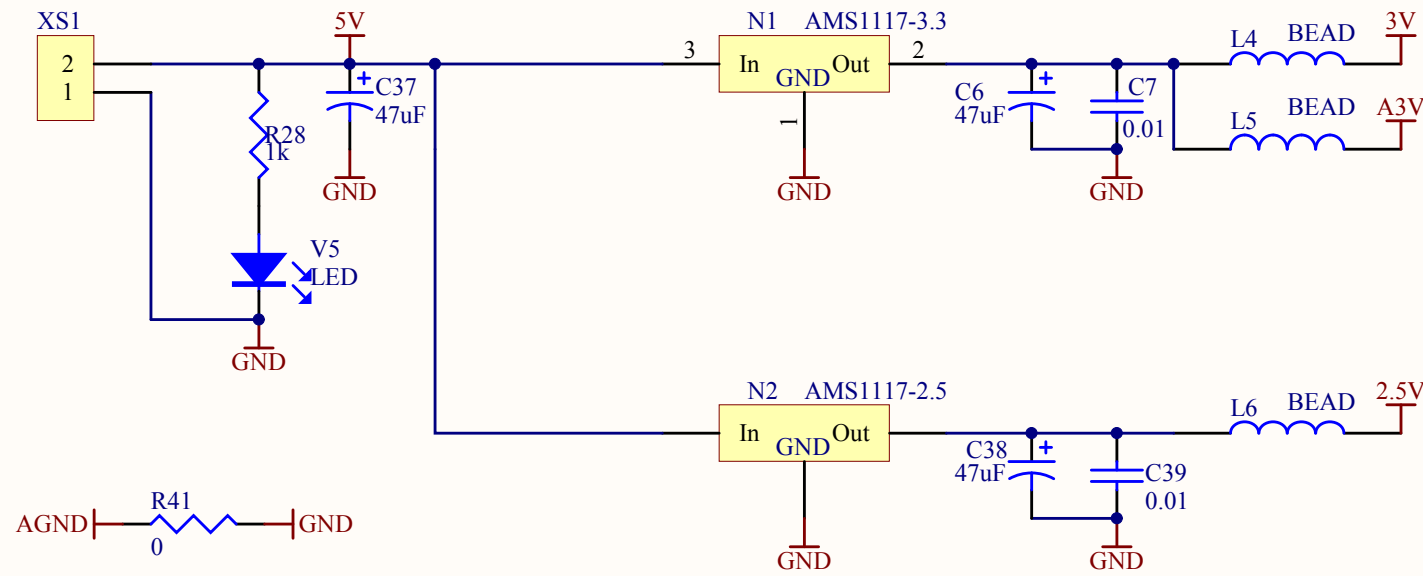 XS1
2
1
5V
C37
47uF
R28
1k
GND
V5
LED
GND
N1 AMS1117-3.3
3
In
Out
GND
2
1
GND
C6
47uF
C7
0.01
GND
L4
BEAD
3V
L5
BEAD
A3V
N2 AMS1117-2.5
In
Out
GND
GND
C38
47uF
C39
0.01
GND
L6
BEAD
2.5V
AGND
R41
0
GND